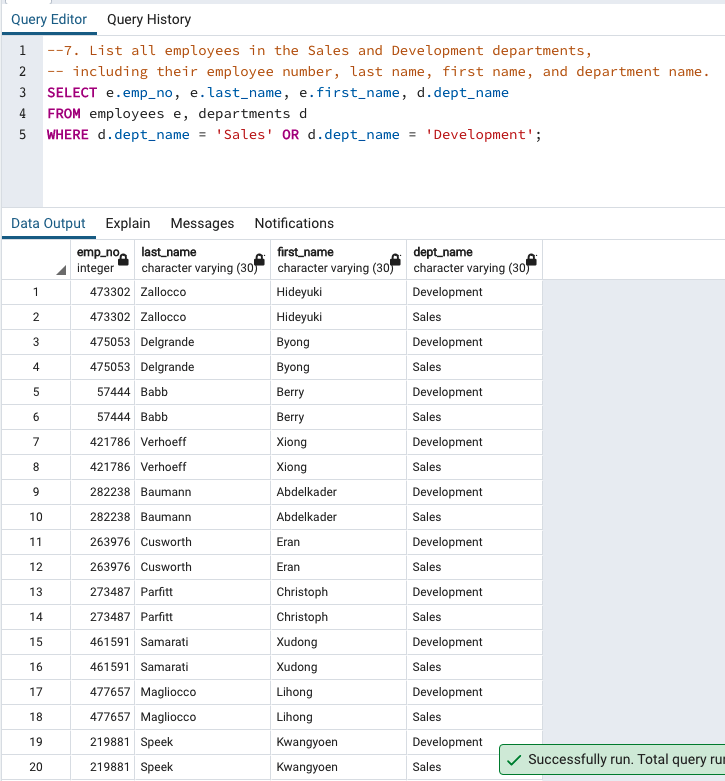 Query Editor Query History
1 --7. List all employees in the Sales and Development departments,
2 -- including their employee number, last name, first name, and department name.
3 SELECT e.emp_no, e.last_name, e.first_name, d.dept_name
4 FROM employees e, departments d
5 WHERE d.dept_name = 'Sales' OR d.dept_name = 'Development';
Data Output Explain Messages Notifications
emp_no last_name first_name dept_name
integer character varying (30) character varying (30) character varying (30)
1 473302 Zallocco Hideyuki Development
2 473302 Zallocco Hideyuki Sales
3 475053 Delgrande Byong Development
4 475053 Delgrande Byong Sales
5 57444 Babb Berry Development
6 57444 Babb Berry Sales
7 421786 Verhoeff Xiong Development
8 421786 Verhoeff Xiong Sales
9 282238 Baumann Abdelkader Development
10 282238 Baumann Abdelkader Sales
11 263976 Cusworth Eran Development
12 263976 Cusworth Eran Sales
13 273487 Parfitt Christoph Development
14 273487 Parfitt Christoph Sales
15 461591 Samarati Xudong Development
16 461591 Samarati Xudong Sales
17 477657 Magliocco Lihong Development
18 477657 Magliocco Lihong Sales
19 219881 Speek Kwangyoen Development
20 219881 Speek Kwangyoen Sales
Successfully run. Total query ru